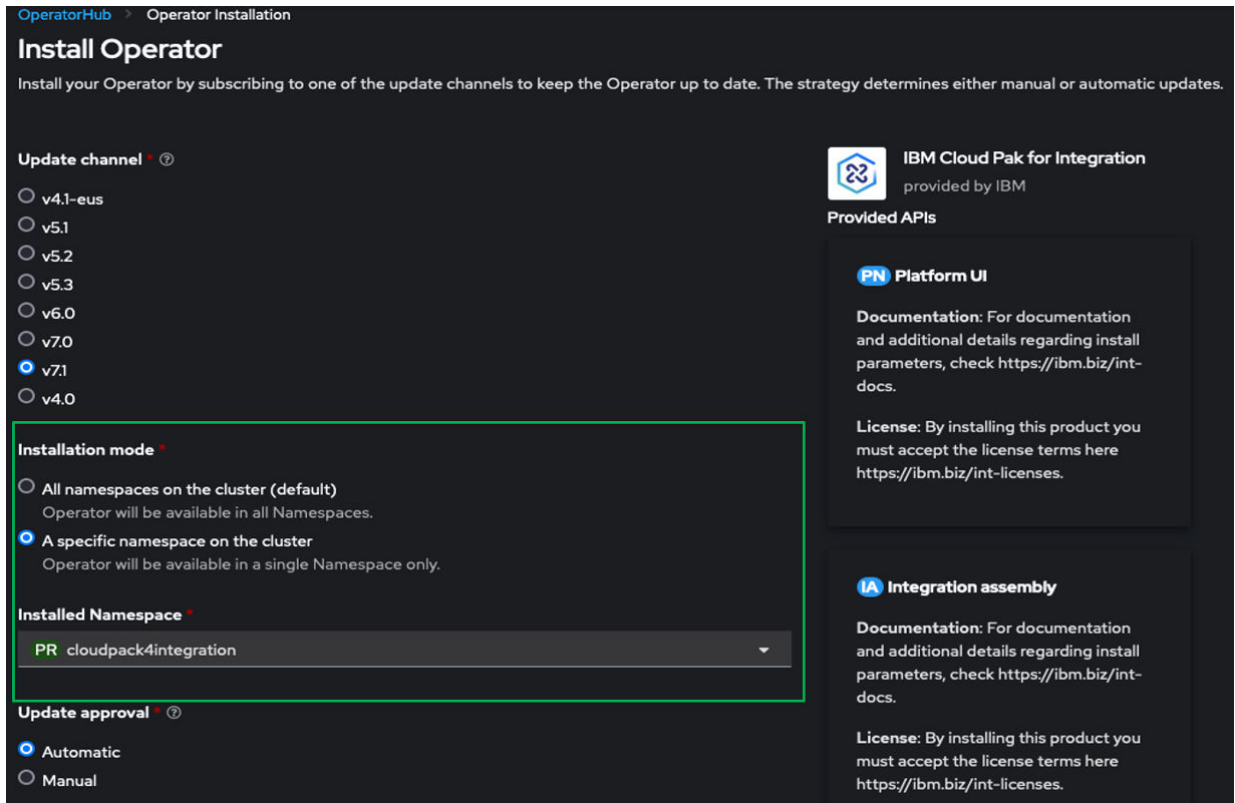 OperatorHub > Operator Installation
Install Operator
Install your Operator by subscribing to one of the update channels to keep the Operator up to date. The strategy determines either manual or automatic updates.
Update channel *
v4.1-eus
v5.1
v5.2
v5.3
v6.0
v7.0
v7.1
v4.0
Installation mode *
All namespaces on the cluster (default)
Operator will be available in all Namespaces.
A specific namespace on the cluster
Operator will be available in a single Namespace only.
Installed Namespace *
PR cloudpack4integration
Update approval *
Automatic
Manual
IBM Cloud Pak for Integration
provided by IBM
Provided APIs
PN Platform UI
Documentation: For documentation
and additional details regarding install
parameters, check https://ibm.biz/int-
docs.
License: By installing this product you
must accept the license terms here
https://ibm.biz/int-licenses.
IA Integration assembly
Documentation: For documentation
and additional details regarding install
parameters, check https://ibm.biz/int-
docs.
License: By installing this product you
must accept the license terms here
https://ibm.biz/int-licenses.